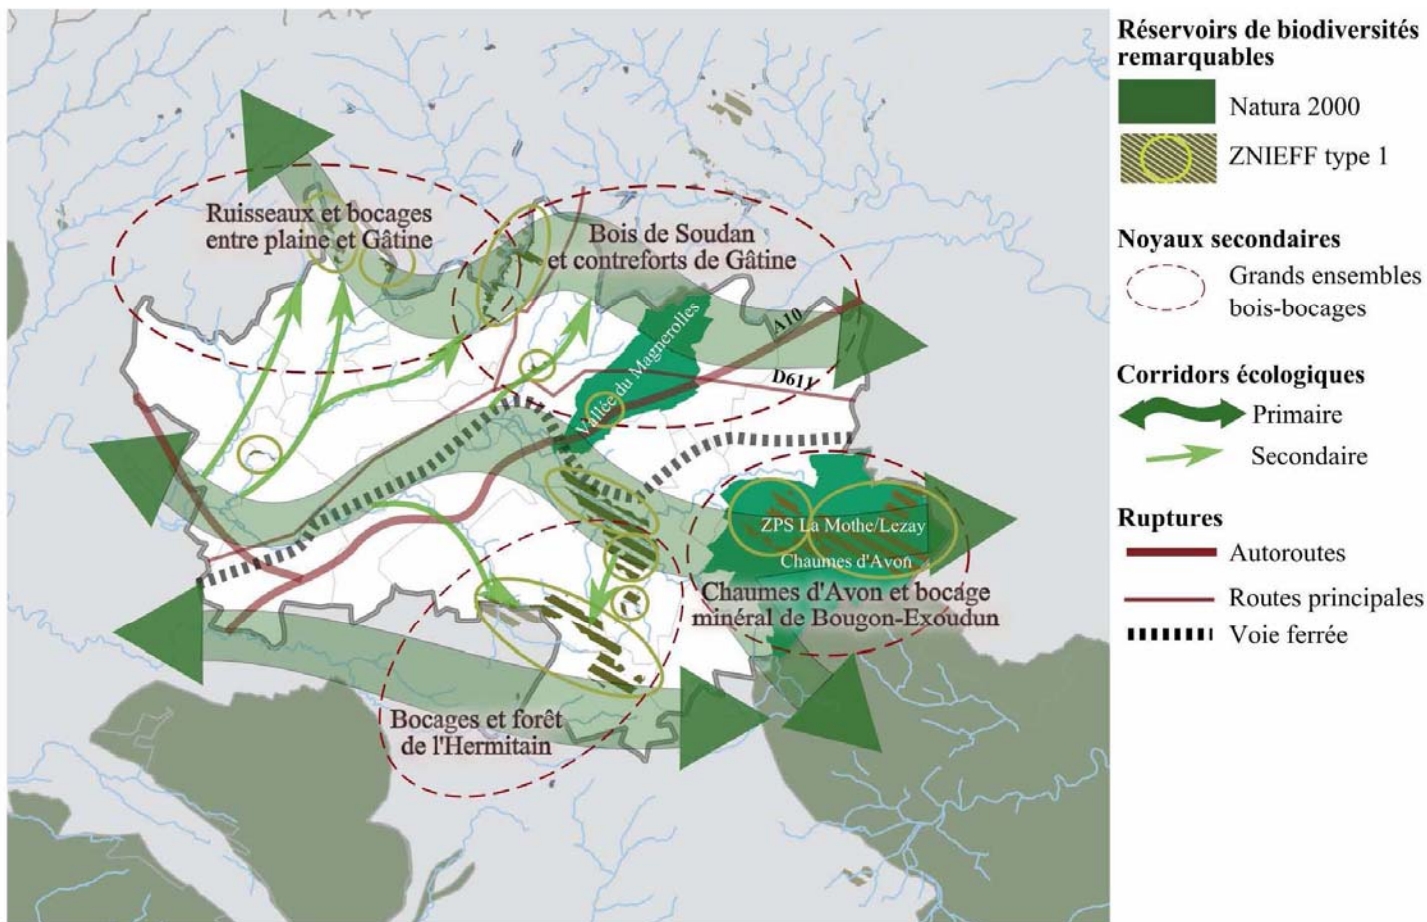 Ruisseaux et bocages
entre plaine et Gâtine
Bois de Soudan
et contreforts de Gâtine
Vallée du Magnerolles
A10
D611
ZPS La Mothe/Lezay
Chaumes d'Avon
Chaumes d'Avon et bocage
minéral de Bougon-Exoudun
Bocages et forêt
de l'Hermitain
Réservoirs de biodiversités
remarquables
Natura 2000
ZNIEFF type 1
Noyaux secondaires
Grands ensembles
bois-bocages
Corridors écologiques
Primaire
Secondaire
Ruptures
Autoroutes
Routes principales
Voie ferrée